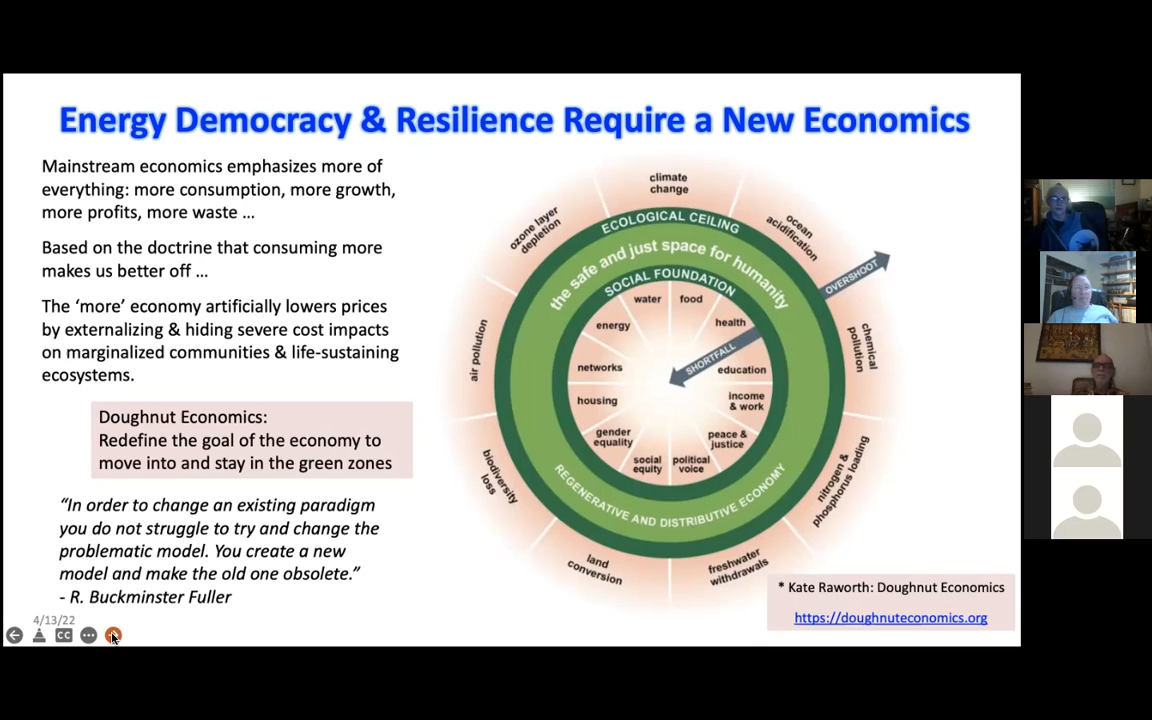 Energy Democracy & Resilience Require a New Economics
Mainstream economics emphasizes more of
everything: more consumption, more growth,
more profits, more waste …
Based on the doctrine that consuming more
makes us better off …
The ‘more’ economy artificially lowers prices
by externalizing & hiding severe cost impacts
on marginalized communities & life-sustaining
ecosystems.
Doughnut Economics:
Redefine the goal of the economy to
move into and stay in the green zones
“In order to change an existing paradigm
you do not struggle to try and change the
problematic model. You create a new
model and make the old one obsolete.”
- R. Buckminster Fuller
4/13/22
CC
climate
change
ocean
acidification
chemical
pollution
nitrogen &
phosphorus loading
freshwater
withdrawals
land
conversion
biodiversity
loss
air pollution
ozone layer
depletion
ECOLOGICAL CEILING
the safe and just space for humanity
SOCIAL FOUNDATION
OVERSHOOT
SHORTFALL
water
food
health
education
income
& work
peace &
justice
political
voice
social
equity
gender
equality
housing
networks
energy
REGENERATIVE AND DISTRIBUTIVE ECONOMY
* Kate Raworth: Doughnut Economics
https://doughnuteconomics.org